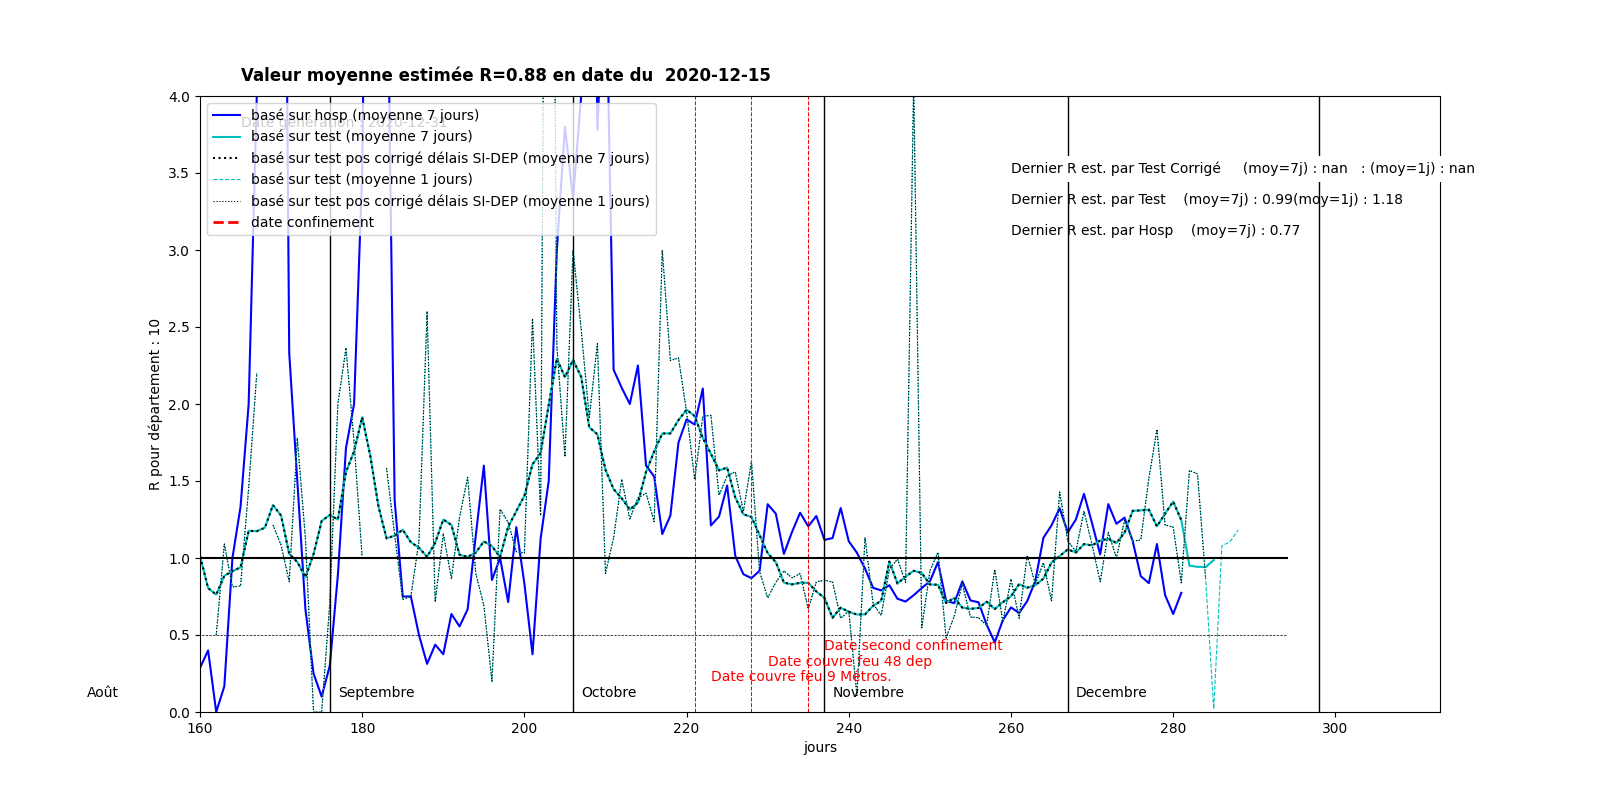 Valeur moyenne estimée R=0.88 en date du  2020-12-15
4.0
3.5
3.0
2.5
2.0
1.5
1.0
0.5
0.0
R pour département : 10
basé sur hosp (moyenne 7 jours)
basé sur test (moyenne 7 jours)
basé sur test pos corrigé délais SI-DEP (moyenne 7 jours)
basé sur test (moyenne 1 jours)
basé sur test pos corrigé délais SI-DEP (moyenne 1 jours)
date confinement
2020-12-31
Dernier R est. par Test Corrigé     (moy=7j) : nan   : (moy=1j) : nan
Dernier R est. par Test    (moy=7j) : 0.99(moy=1j) : 1.18
Dernier R est. par Hosp    (moy=7j) : 0.77
Date second confinement
Date couvre feu 48 dep
Date couvre feu 9 Métros.
Août
Septembre
Octobre
Novembre
Decembre
160
180
200
220
240
260
280
300
jours